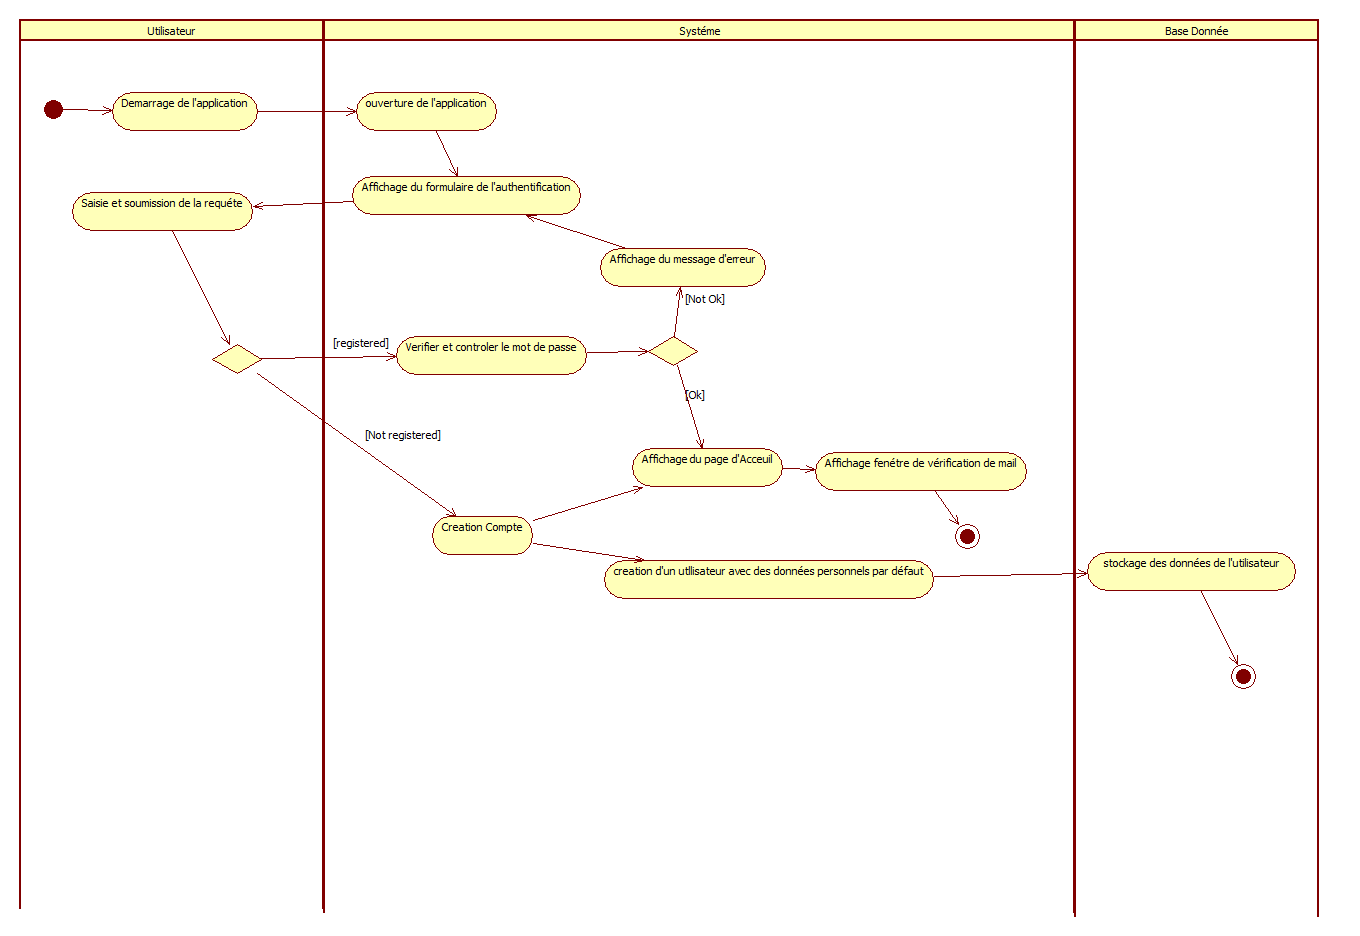 Utilisateur
Systéme
Base Donnée
Demarrage de l'application
ouverture de l'application
Affichage du formulaire de l'authentification
Saisie et soumission de la requéte
Affichage du message d'erreur
[Not Ok]
[registered]
Verifier et controler le mot de passe
[Ok]
[Not registered]
Affichage du page d'Acceuil
Affichage fenétre de vérification de mail
Creation Compte
creation d'un utllisateur avec des données personnels par défaut
stockage des données de l'utilisateur